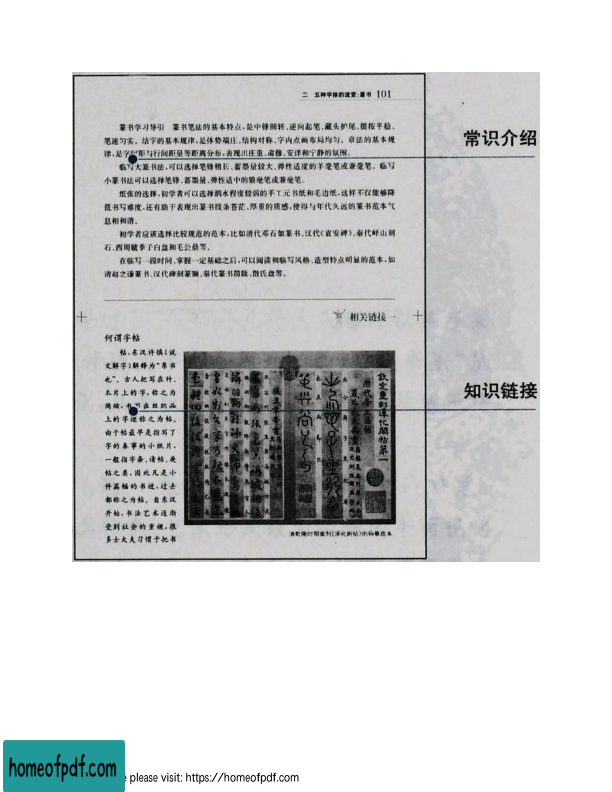 二 五种字体的流变:篆书 101
篆书学习导引 篆书笔法的基本特点,是中锋圆转、逆向起笔、藏头护尾、提按平稳、
笔速匀实。结字的基本规律,是体势端庄、结构对称、字内点画布局均匀。章法的基本规
律,是字间距与行间距呈等距离分布,表现出庄重、肃穆、安详和宁静的氛围。
常识介绍
临写大篆书法,可以选择笔锋稍长、蓄墨量较大、弹性适度的羊毫笔或兼毫笔。临写
小篆书法可以选择笔锋、蓄墨量、弹性适中的狼毫笔或兼毫笔。
纸张的选择,初学者可以选择洇水程度较弱的手工元书纸和毛边纸,这样不仅能够降
低书写难度,还有助于表现出篆书线条苍茫、厚重的质感,使得与年代久远的篆书范本气
息相和谐。
初学者应该选择比较规范的范本,比如清代邓石如篆书、汉代《袁安碑》、秦代峄山刻
石、西周虢季子白盘和毛公鼎等。
在临写一段时间、掌握一定基础之后,可以阅读和临写风格、造型特点明显的范本,如
清赵之谦篆书、汉代碑刻篆额、秦代篆书简牍、散氏盘等。
相关链接
何谓字帖
帖,东汉许慎《说
文解字》解释为“帛书
也”。古人把写在竹、
木片上的字,称之为
简牍,书写在丝织品
上的字遂称之为帖。
由于帖最早是指写了
字的奏事的小纸片,
一般指字条、请帖、庚
帖之类,因此凡是小
件篇幅的书迹,过去
都称之为帖。自东汉
开始,书法艺术逐渐
受到社会的重视,很
多士大夫习惯于把书
知识链接
钦定重刻淳化阁帖第一
历代帝王法帖
清乾隆时期重刊《淳化阁帖》的钩摹底本
homeofpdf.com
e please visit: https://homeofpdf.com